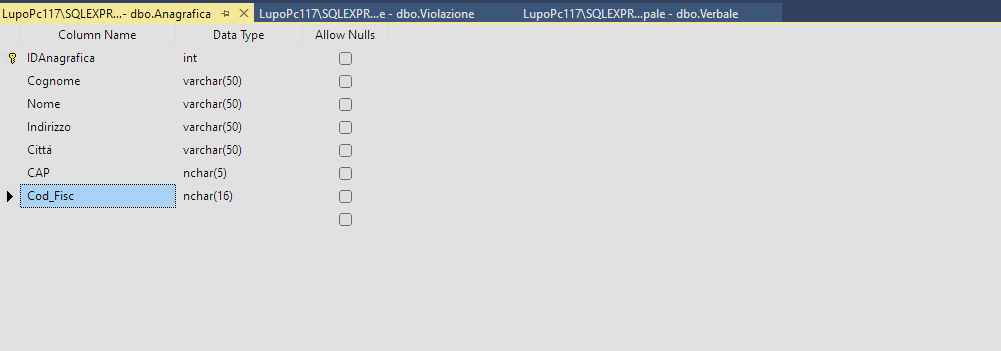 LupoPc117\SQLEXPR...- dbo.Anagrafica LupoPc117\SQLEXPR...e - dbo.Violazione LupoPc117\SQLEXPR...pale - dbo.Verbale
Column Name Data Type Allow Nulls
IDAnagrafica int
Cognome varchar(50)
Nome varchar(50)
Indirizzo varchar(50)
Cittá varchar(50)
CAP nchar(5)
Cod_Fisc nchar(16)